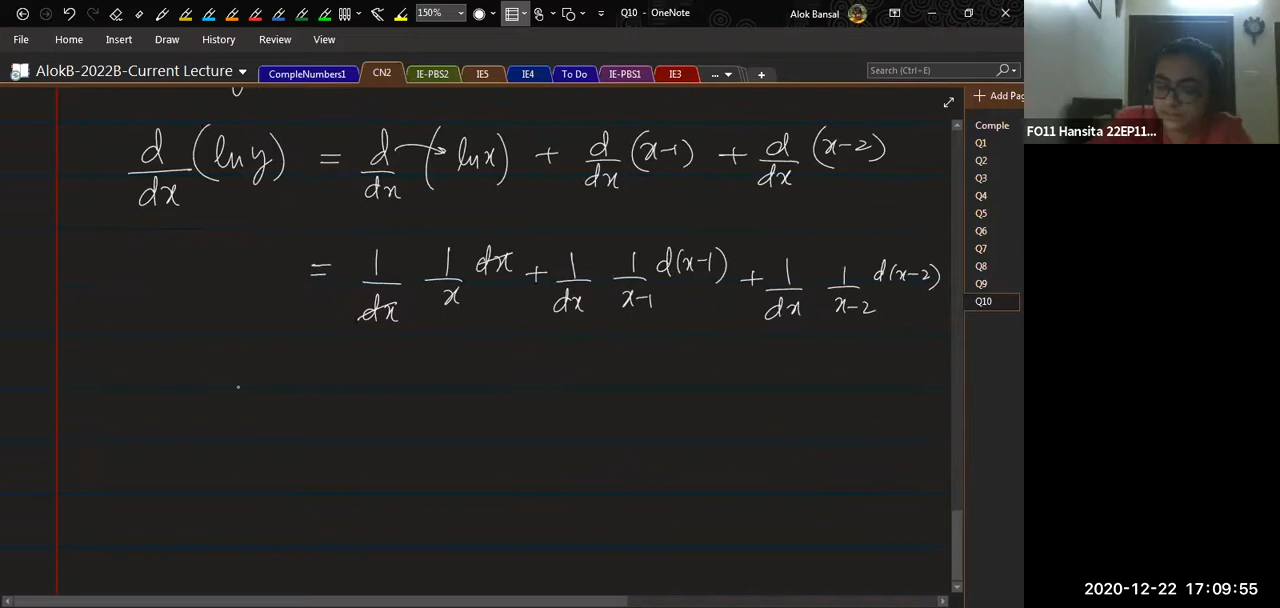 150% Q10 - OneNote Alok Bansal
File Home Insert Draw History Review View
AlokB-2022B-Current Lecture CompleNumbers1 CN2 IE-PBS2 IE5 IE4 To Do IE-PBS1 IE3 ... + Search (Ctrl+E)
+ Add Pag
Comple
Q1
Q2
Q3
Q4
Q5
Q6
Q7
Q8
Q9
Q10
d/dx (ln y) = d/dx (ln x) + d/dx (x-1) + d/dx (x-2)
= 1/dx 1/x dx + 1/dx 1/x-1 d(x-1) + 1/dx 1/x-2 d(x-2)
FO11 Hansita 22EP11...
2020-12-22 17:09:55